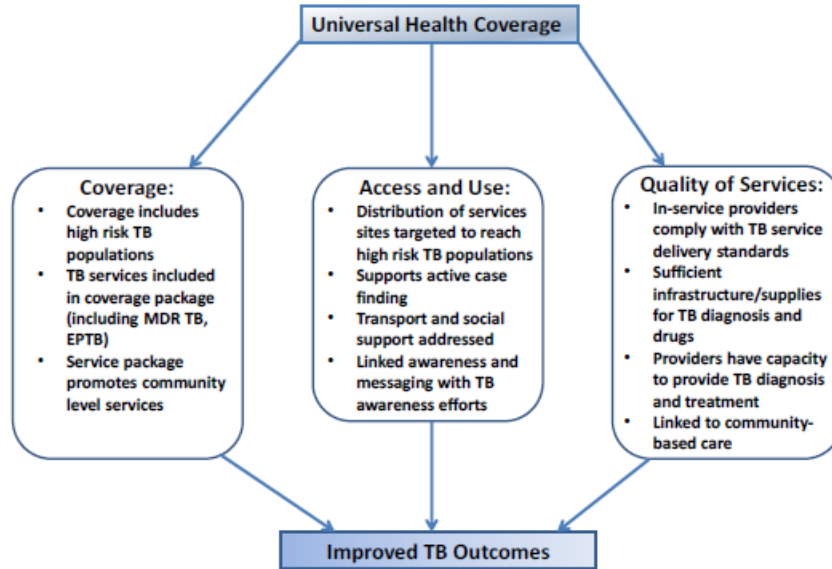 Universal Health Coverage
Coverage:
• Coverage includes
high risk TB
populations
• TB services included
in coverage package
(including MDR TB,
EPTB)
• Service package
promotes community
level services
Access and Use:
• Distribution of services
sites targeted to reach
high risk TB populations
• Supports active case
finding
• Transport and social
support addressed
• Linked awareness and
messaging with TB
awareness efforts
Quality of Services:
• In-service providers
comply with TB service
delivery standards
• Sufficient
infrastructure/supplies
for TB diagnosis and
drugs
• Providers have capacity
to provide TB diagnosis
and treatment
• Linked to community-
based care
Improved TB Outcomes